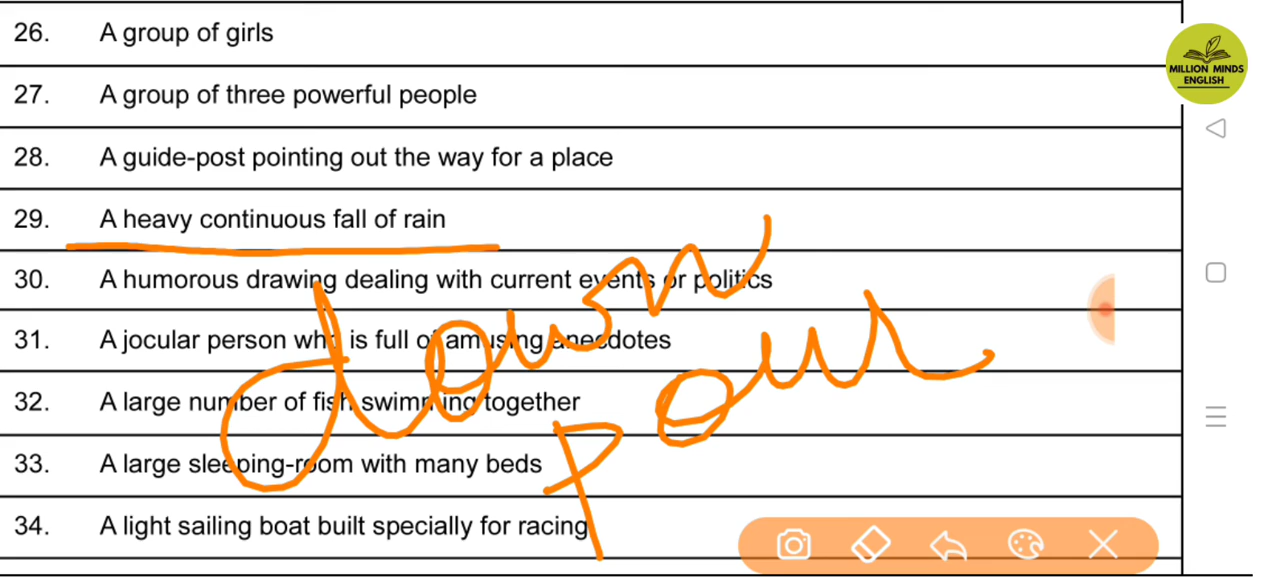 26. A group of girls
MILLION MINDS
ENGLISH
27. A group of three powerful people
28. A guide-post pointing out the way for a place
29. A heavy continuous fall of rain
30. A humorous drawing dealing with current events or politics
31. A jocular person who is full of amusing anecdotes
down
pour
32. A large number of fish swimming together
33. A large sleeping-room with many beds
34. A light sailing boat built specially for racing